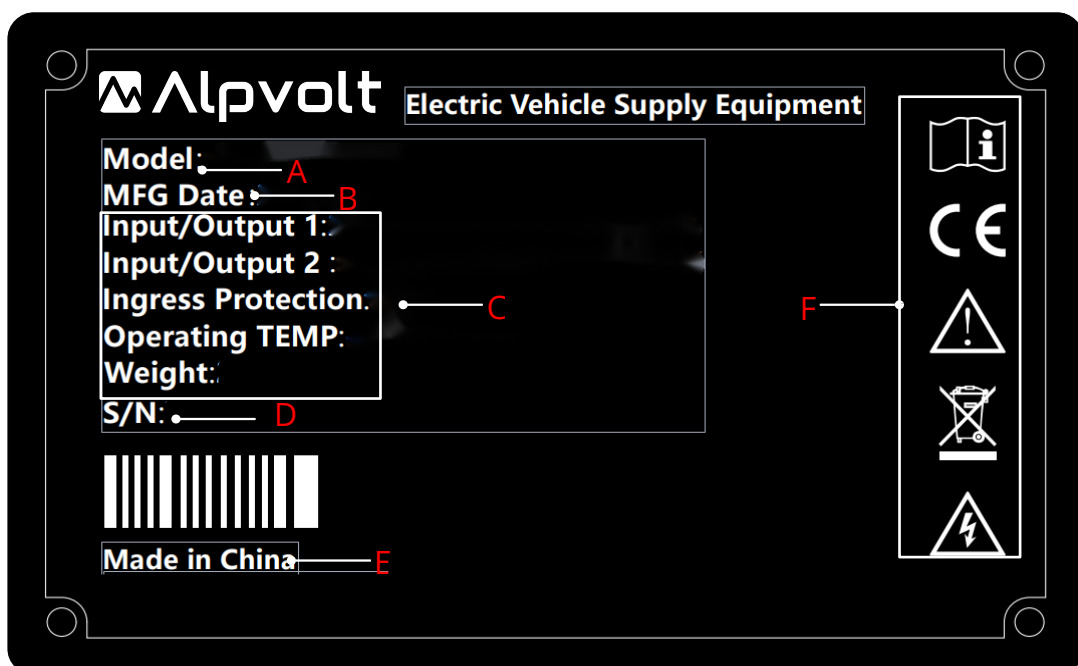 Alpvolt
Electric Vehicle Supply Equipment
Model: A
MFG Date: B
Input/Output 1:
Input/Output 2 :
Ingress Protection:
Operating TEMP:
Weight:
C
S/N: D
Made in China E
F
i
CE
!